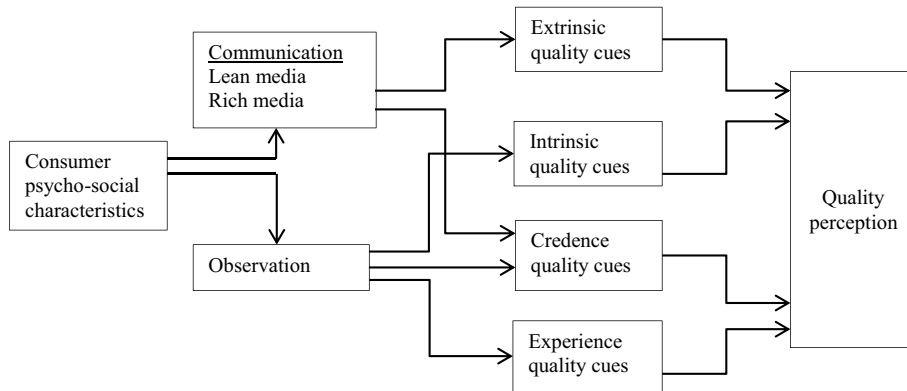 Communication
Lean media
Rich media
Consumer
psycho-social
characteristics
Observation
Extrinsic
quality cues
Intrinsic
quality cues
Credence
quality cues
Experience
quality cues
Quality
perception